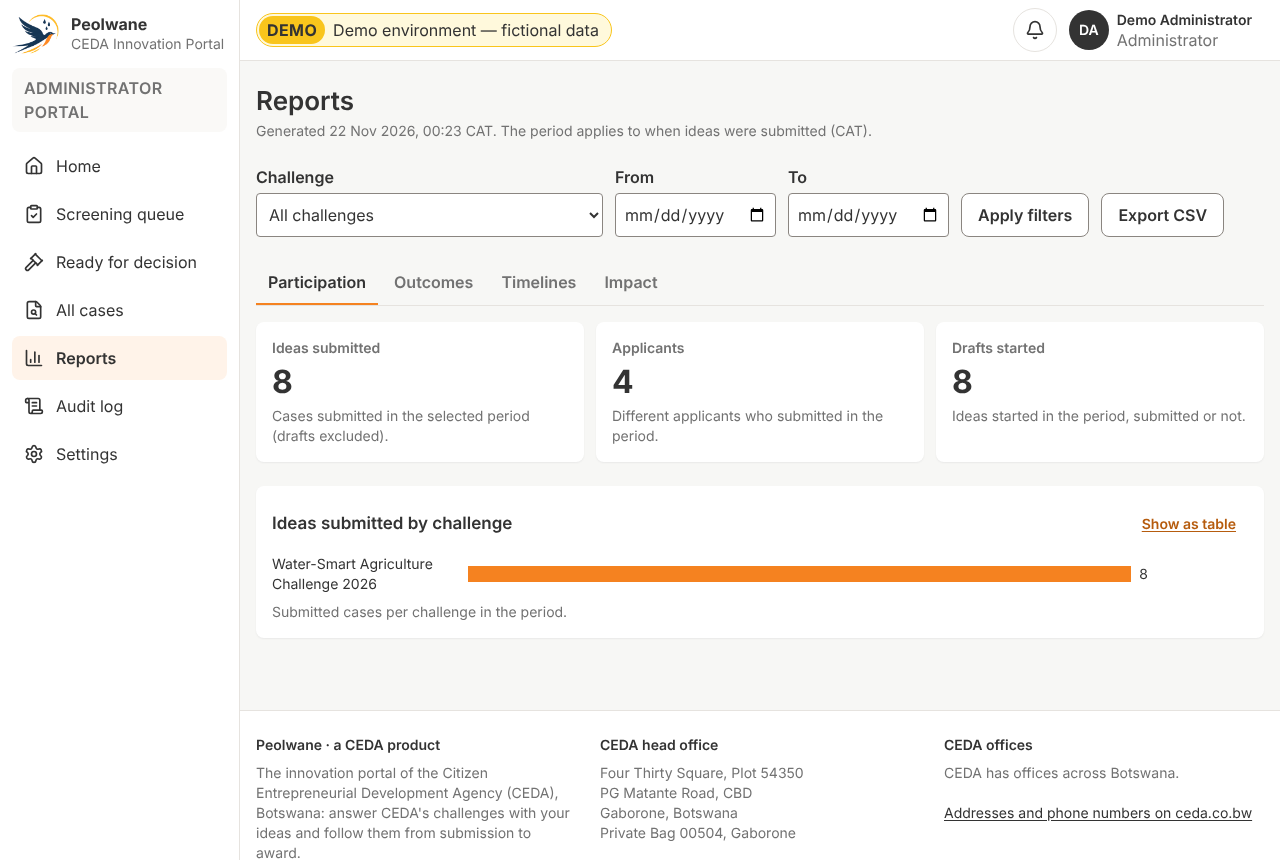 Peolwane
CEDA Innovation Portal
ADMINISTRATOR
PORTAL
Home
Screening queue
Ready for decision
All cases
Reports
Audit log
Settings
DEMO Demo environment — fictional data
DA
Demo Administrator
Administrator
Reports
Generated 22 Nov 2026, 00:23 CAT. The period applies to when ideas were submitted (CAT).
Challenge
All challenges
From
mm/dd/yyyy
To
mm/dd/yyyy
Apply filters
Export CSV
Participation
Outcomes
Timelines
Impact
Ideas submitted
8
Cases submitted in the selected period
(drafts excluded).
Applicants
4
Different applicants who submitted in the
period.
Drafts started
8
Ideas started in the period, submitted or not.
Ideas submitted by challenge
Show as table
Water-Smart Agriculture
Challenge 2026
8
Submitted cases per challenge in the period.
Peolwane · a CEDA product
The innovation portal of the Citizen
Entrepreneurial Development Agency (CEDA),
Botswana: answer CEDA's challenges with your
ideas and follow them from submission to
award.
CEDA head office
Four Thirty Square, Plot 54350
PG Matante Road, CBD
Gaborone, Botswana
Private Bag 00504, Gaborone
CEDA offices
CEDA has offices across Botswana.
Addresses and phone numbers on ceda.co.bw